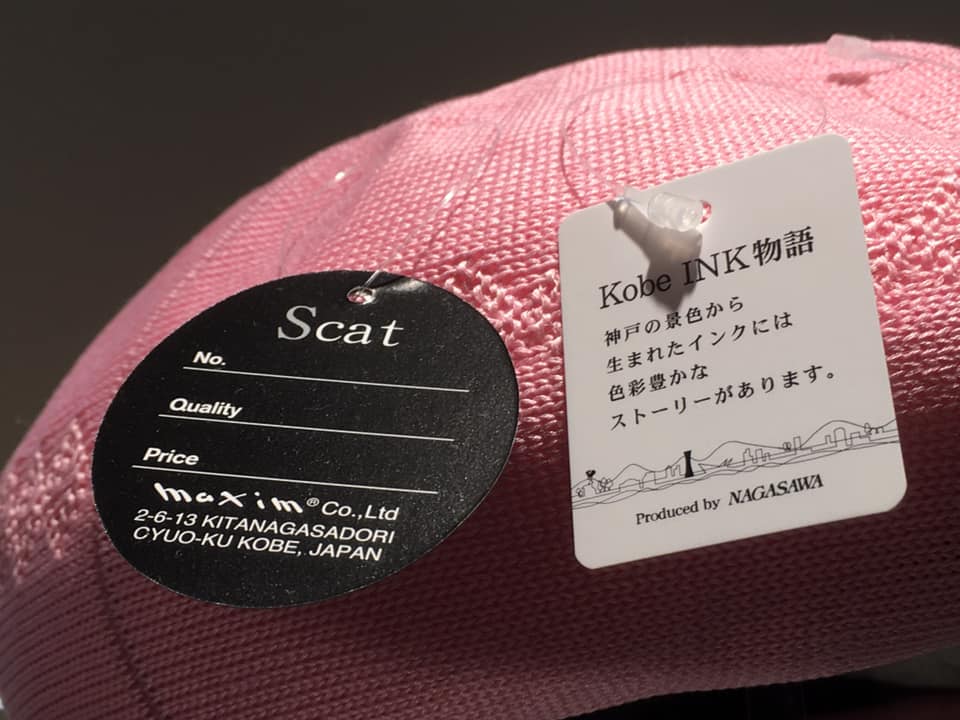 Scat
No.
Quality
Price
maxim® Co.,Ltd
2-6-13 KITANAGASADORI
CYUO-KU KOBE, JAPAN
Kobe INK物語
神戸の景色から
生まれたインクには
色彩豊かな
ストーリーがあります。
Produced by NAGASAWA